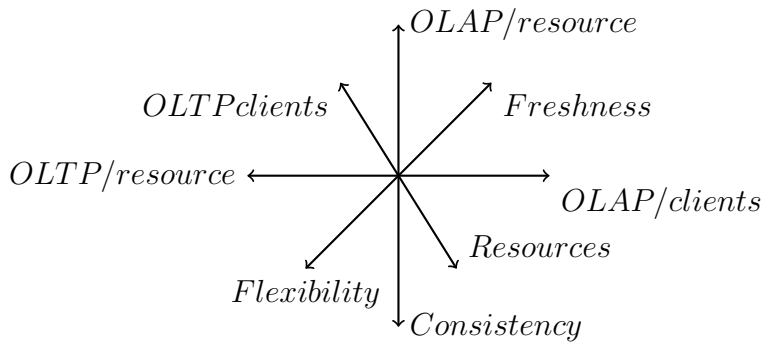 OLAP/resource
OLTPclients
Freshness
OLTP/resource
OLAP/clients
Resources
Flexibility
Consistency